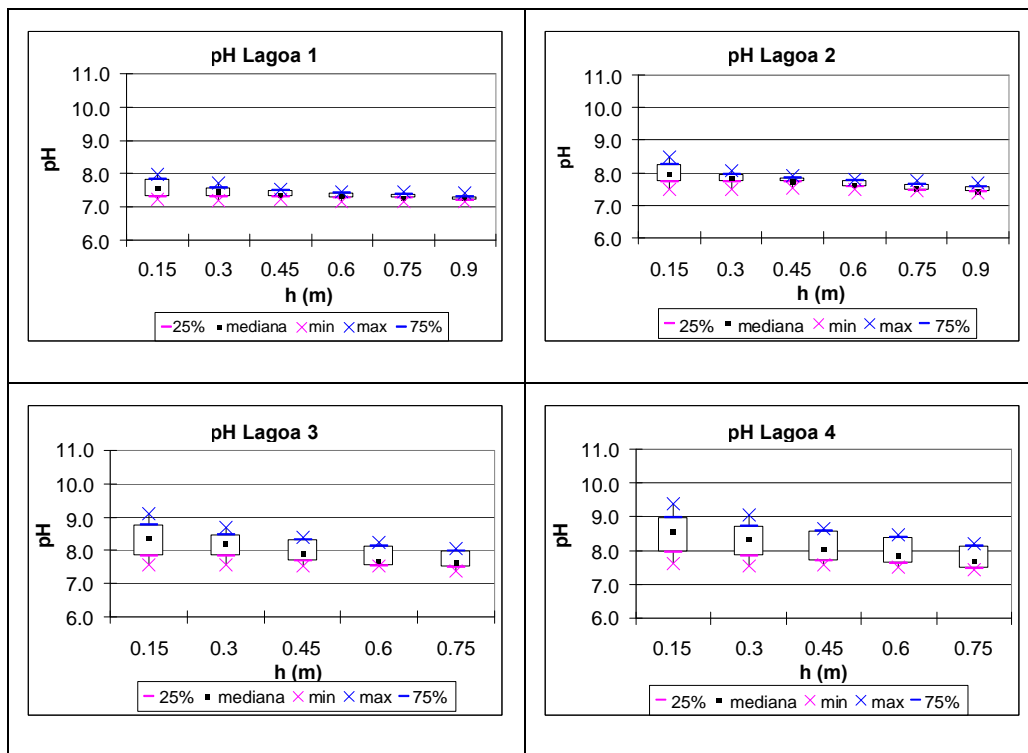 pH Lagoa 1
11.0
10.0
9.0
8.0
7.0
6.0
pH
0.15 0.3 0.45 0.6 0.75 0.9
h (m)
25% mediana min max 75%
pH Lagoa 2
11.0
10.0
9.0
8.0
7.0
6.0
pH
0.15 0.3 0.45 0.6 0.75 0.9
h (m)
25% mediana min max 75%
pH Lagoa 3
11.0
10.0
9.0
8.0
7.0
6.0
pH
0.15 0.3 0.45 0.6 0.75
h (m)
25% mediana min max 75%
pH Lagoa 4
11.0
10.0
9.0
8.0
7.0
6.0
pH
0.15 0.3 0.45 0.6 0.75
h (m)
25% mediana min max 75%